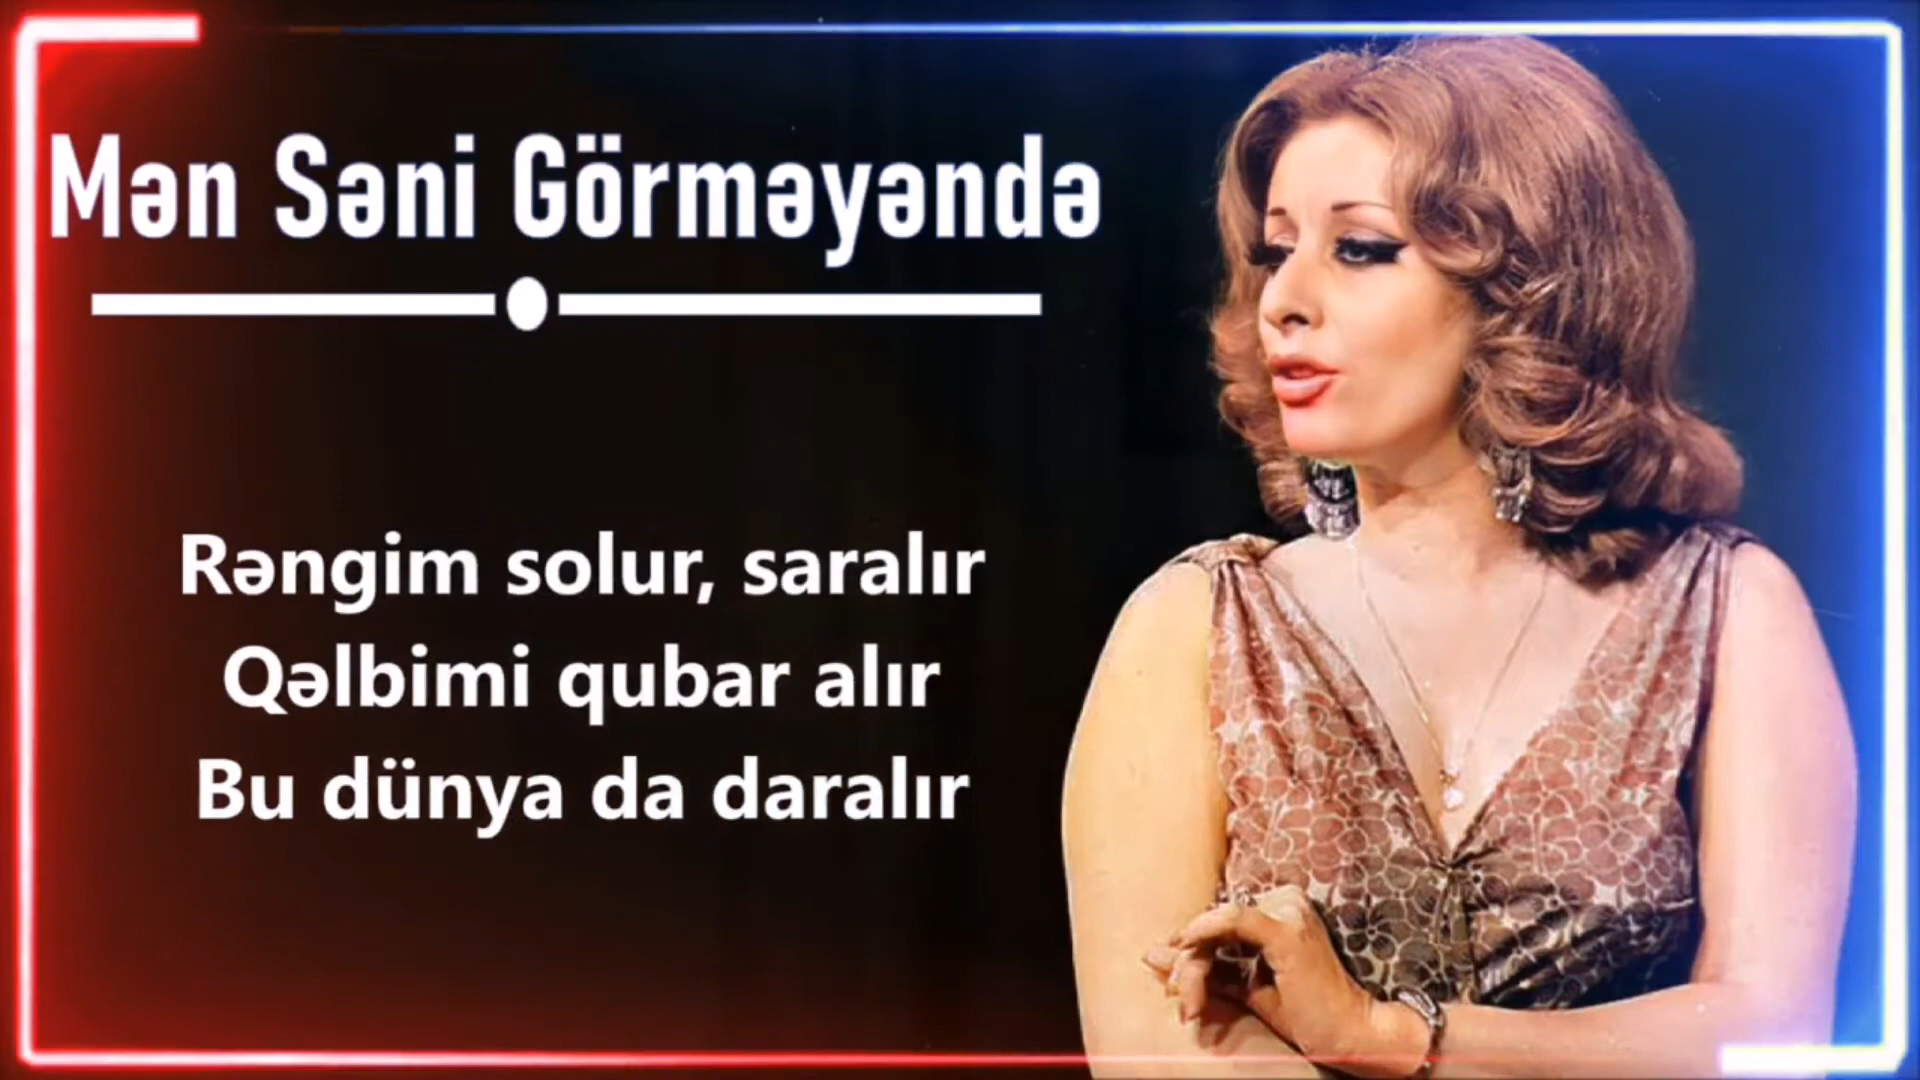 Mən Səni Görməyəndə
Rəngim solur, saralır
Qəlbimi qubar alır
Bu dünya da daralır